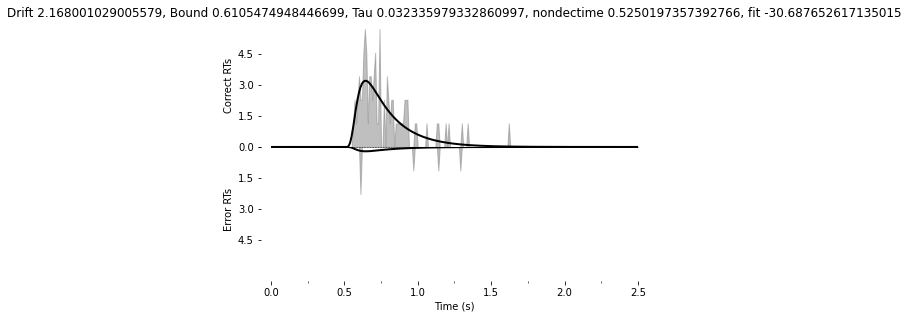 Drift 2.168001029005579, Bound 0.6105474948446699, Tau 0.032335979332860997, nondectime 0.5250197357392766, fit -30.687652617135015
Correct RTs
4.5
3.0
1.5
0.0
1.5
3.0
4.5
Error RTs
0.0 0.5 1.0 1.5 2.0 2.5
Time (s)